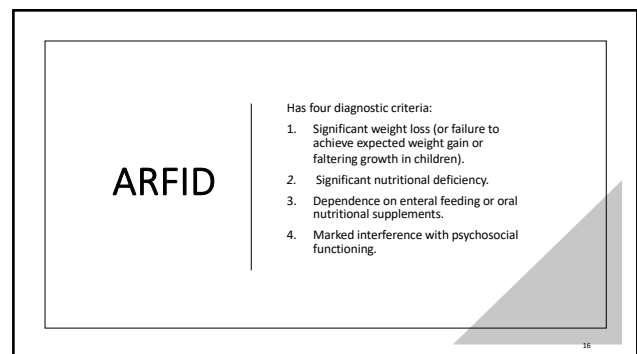 ARFID
Has four diagnostic criteria:
1. Significant weight loss (or failure to
achieve expected weight gain or
faltering growth in children).
2. Significant nutritional deficiency.
3. Dependence on enteral feeding or oral
nutritional supplements.
4. Marked interference with psychosocial
functioning.
16